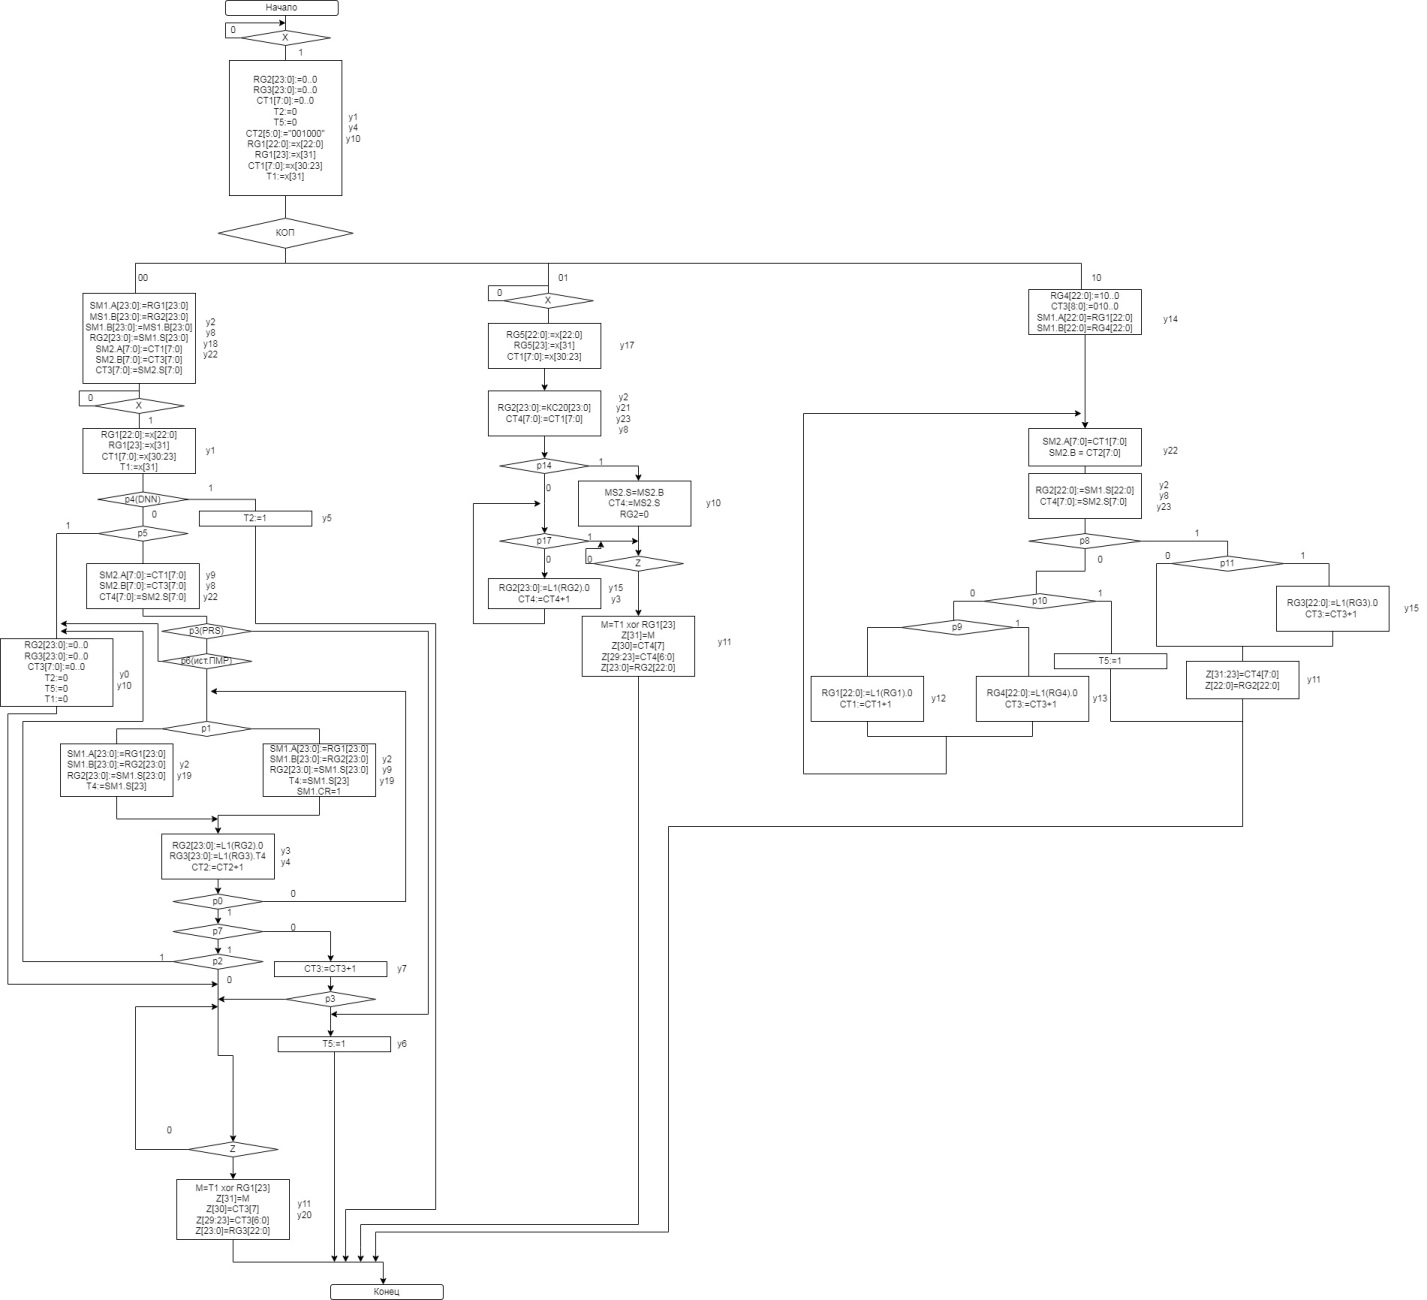 Начало
0
X
1
RG2[23:0]:=0..0
RG3[23:0]:=0..0
CT1[7:0]:=0..0
T2:=0
T5:=0
CT2[5:0]:="001000"
RG1[22:0]:=x[22:0]
RG1[23]:=x[31]
CT1[7:0]:=x[30:23]
T1:=x[31]
y1
y4
y10
КОП
00
SM1.A[23:0]:=RG1[23:0]
MS1.B[23:0]:=RG2[23:0]
SM1.B[23:0]:=MS1.B[23:0]
RG2[23:0]:=SM1.S[23:0]
SM2.A[7:0]:=CT1[7:0]
SM2.B[7:0]:=CT3[7:0]
CT3[7:0]:=SM2.S[7:0]
y2
y8
y18
y22
0
X
1
RG1[22:0]:=x[22:0]
RG1[23]:=x[31]
CT1[7:0]:=x[30:23]
T1:=x[31]
y1
p4(DNN)
1
0
T2:=1
y5
1
p5
SM2.A[7:0]:=CT1[7:0]
SM2.B[7:0]:=CT3[7:0]
CT4[7:0]:=SM2.S[7:0]
y9
y8
y22
p3(PRS)
p6(ист.ПМР)
RG2[23:0]:=0..0
RG3[23:0]:=0..0
CT3[7:0]:=0..0
T2:=0
T5:=0
T1:=0
y0
y10
p1
SM1.A[23:0]:=RG1[23:0]
SM1.B[23:0]:=RG2[23:0]
RG2[23:0]:=SM1.S[23:0]
T4:=SM1.S[23]
y2
y19
SM1.A[23:0]:=RG1[23:0]
SM1.B[23:0]:=RG2[23:0]
RG2[23:0]:=SM1.S[23:0]
T4:=SM1.S[23]
SM1.CR=1
y2
y9
y19
RG2[23:0]:=L1(RG2).0
RG3[23:0]:=L1(RG3).T4
CT2:=CT2+1
y3
y4
p0
0
1
p7
0
1
1
p2
0
CT3:=CT3+1
y7
p3
T5:=1
y6
0
Z
M=T1 xor RG1[23]
Z[31]=M
Z[30]=CT3[7]
Z[29:23]=CT3[6:0]
Z[23:0]=RG3[22:0]
y11
y20
Конец
01
0
X
RG5[22:0]:=x[22:0]
RG5[23]:=x[31]
CT1[7:0]:=x[30:23]
y17
RG2[23:0]:=KC20[23:0]
CT4[7:0]:=CT1[7:0]
y2
y21
y23
y8
p14
1
0
MS2.S=MS2.B
CT4:=MS2.S
RG2=0
y10
p17
1
0
0
Z
RG2[23:0]:=L1(RG2).0
CT4:=CT4+1
y15
y3
M=T1 xor RG1[23]
Z[31]=M
Z[30]=CT4[7]
Z[29:23]=CT4[6:0]
Z[23:0]=RG2[22:0]
y11
10
RG4[22:0]:=10..0
CT3[8:0]:=010..0
SM1.A[22:0]=RG1[22:0]
SM1.B[22:0]=RG4[22:0]
y14
SM2.A[7:0]=CT1[7:0]
SM2.B = CT2[7:0]
y22
RG2[22:0]:=SM1.S[22:0]
CT4[7:0]:=SM2.S[7:0]
y2
y8
y23
p8
1
0
0
p11
1
RG3[22:0]:=L1(RG3).0
CT3:=CT3+1
y15
0
p10
1
p9
1
T5:=1
RG1[22:0]:=L1(RG1).0
CT1:=CT1+1
y12
RG4[22:0]:=L1(RG4).0
CT3:=CT3+1
y13
Z[31:23]=CT4[7:0]
Z[22:0]=RG2[22:0]
y11